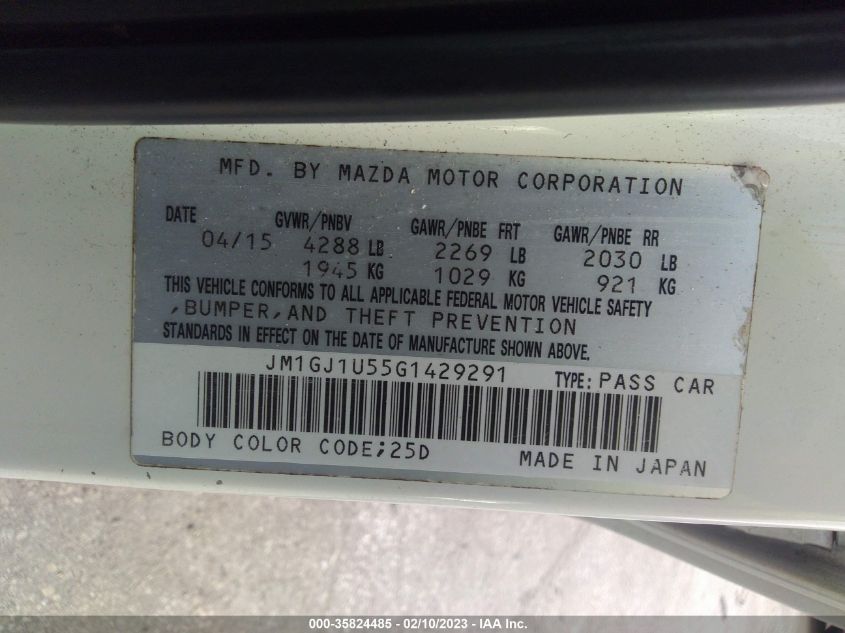 MFD. BY MAZDA MOTOR CORPORATION
DATE GVWR/PNBV GAWR/PNBE FRT GAWR/PNBE RR
04/15 4288 LB 2269 LB 2030 LB
1945 KG 1029 KG 921 KG
THIS VEHICLE CONFORMS TO ALL APPLICABLE FEDERAL MOTOR VEHICLE SAFETY
,BUMPER,AND THEFT PREVENTION
STANDARDS IN EFFECT ON THE DATE OF MANUFACTURE SHOWN ABOVE.
JM1GJ1U55G1429291 TYPE: PASS CAR
BODY COLOR CODE;25D MADE IN JAPAN
000-35824485 - 02/10/2023 - IAA Inc.